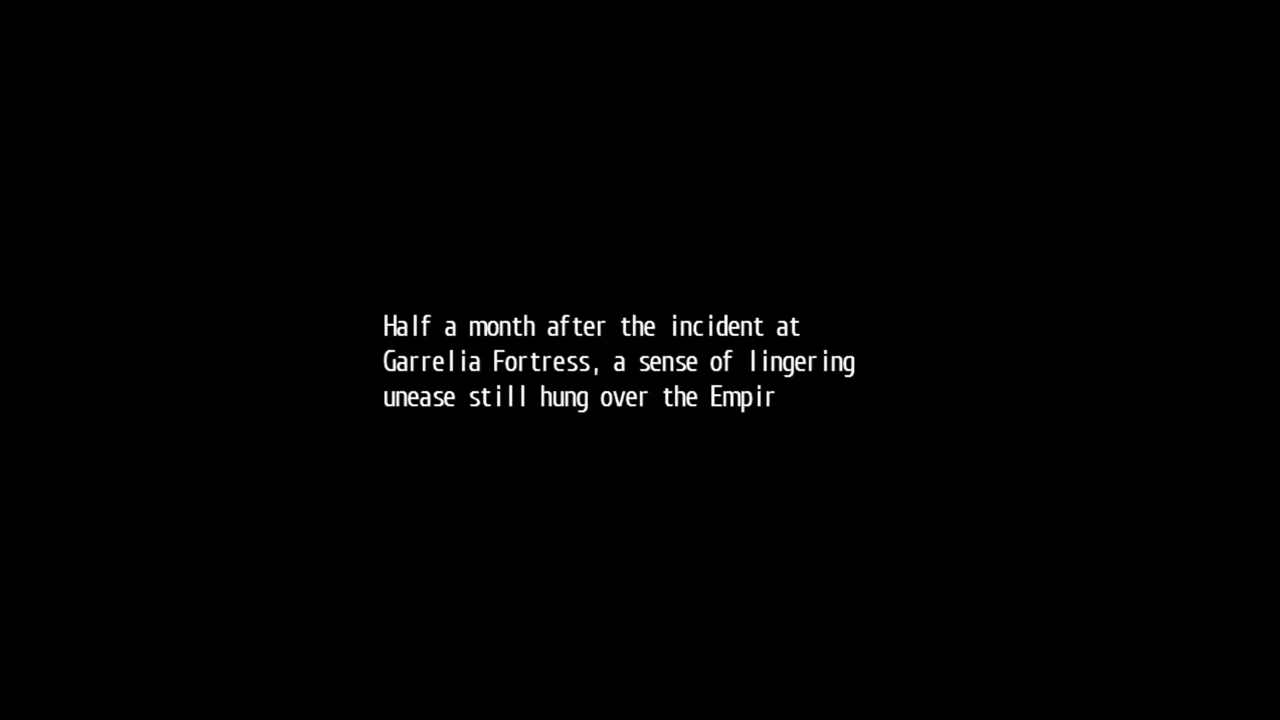 Half a month after the incident at
Garrelia Fortress, a sense of lingering
unease still hung over the Empir